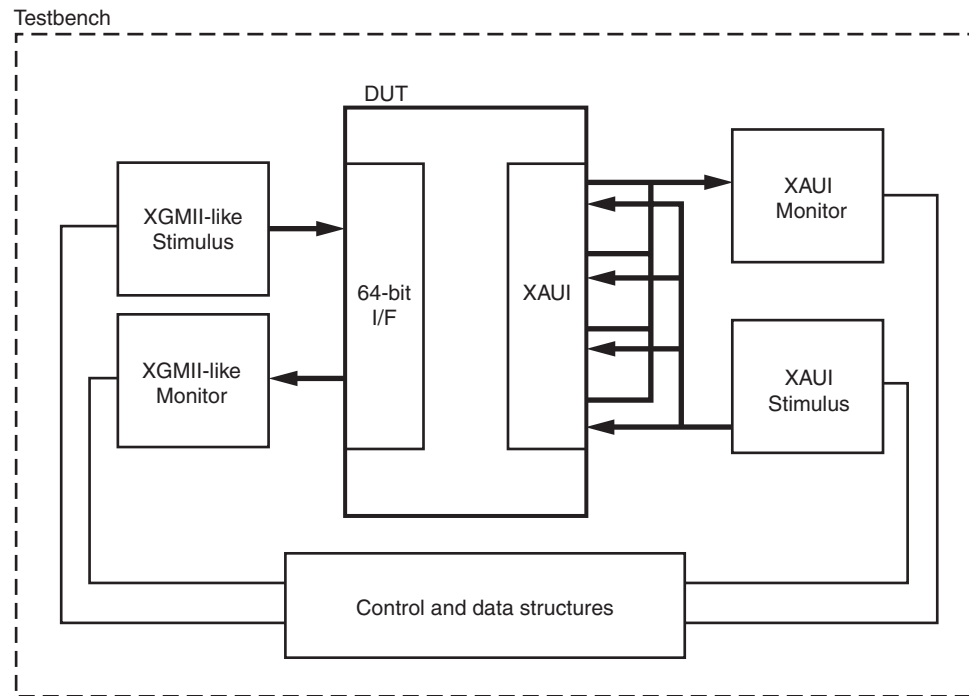 Testbench
DUT
XGMII-like
Stimulus
XGMII-like
Monitor
64-bit
I/F
XAUI
XAUI
Monitor
XAUI
Stimulus
Control and data structures